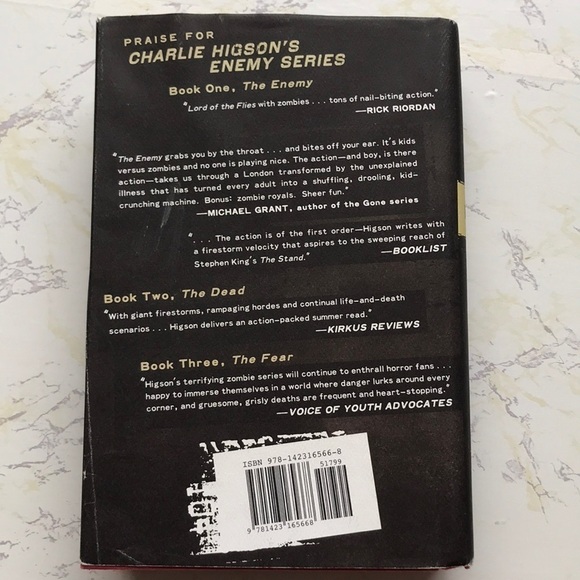 PRAISE FOR
CHARLIE HIGSON'S
ENEMY SERIES
Book One, The Enemy
"Lord of the Flies with zombies . . . tons of nail-biting action."
—RICK RIORDAN
"The Enemy grabs you by the throat . . . and bites off your ear. It's kids
versus zombies and no one is playing nice. The action—and boy, is there
action—takes us through a London transformed by the unexplained
illness that has turned every adult into a shuffling, drooling, kid-
crunching machine. Bonus: zombie royals. Sheer fun."
—MICHAEL GRANT, author of the Gone series
". . . The action is of the first order—Higson writes with
a firestorm velocity that aspires to the sweeping reach of
Stephen King's The Stand."
—BOOKLIST
Book Two, The Dead
"With giant firestorms, rampaging hordes and continual life-and-death
scenarios . . . Higson delivers an action-packed summer read."
—KIRKUS REVIEWS
Book Three, The Fear
"Higson's terrifying zombie series will continue to enthrall horror fans . . .
happy to immerse themselves in a world where danger lurks around every
corner, and gruesome, grisly deaths are frequent and heart-stopping."
—VOICE OF YOUTH ADVOCATES
ISBN 978-142316566-8
51799
9 781423 165668